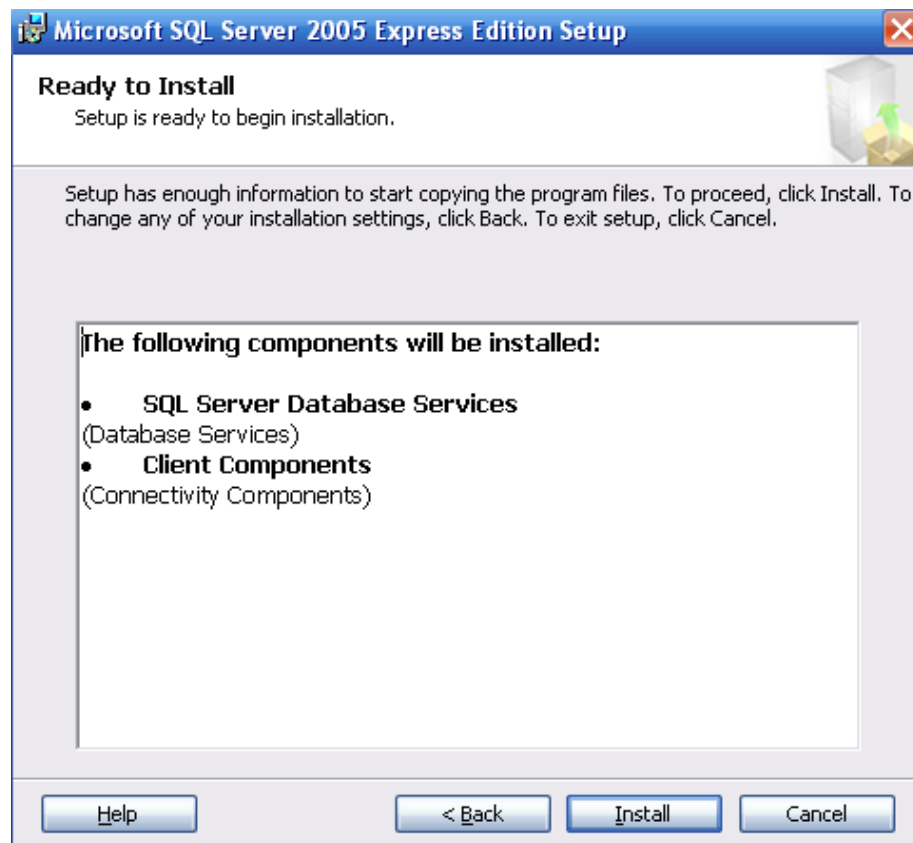 Microsoft SQL Server 2005 Express Edition Setup
Ready to Install
Setup is ready to begin installation.
Setup has enough information to start copying the program files. To proceed, click Install. To
change any of your installation settings, click Back. To exit setup, click Cancel.
The following components will be installed:
• SQL Server Database Services
(Database Services)
• Client Components
(Connectivity Components)
Help
< Back
Install
Cancel